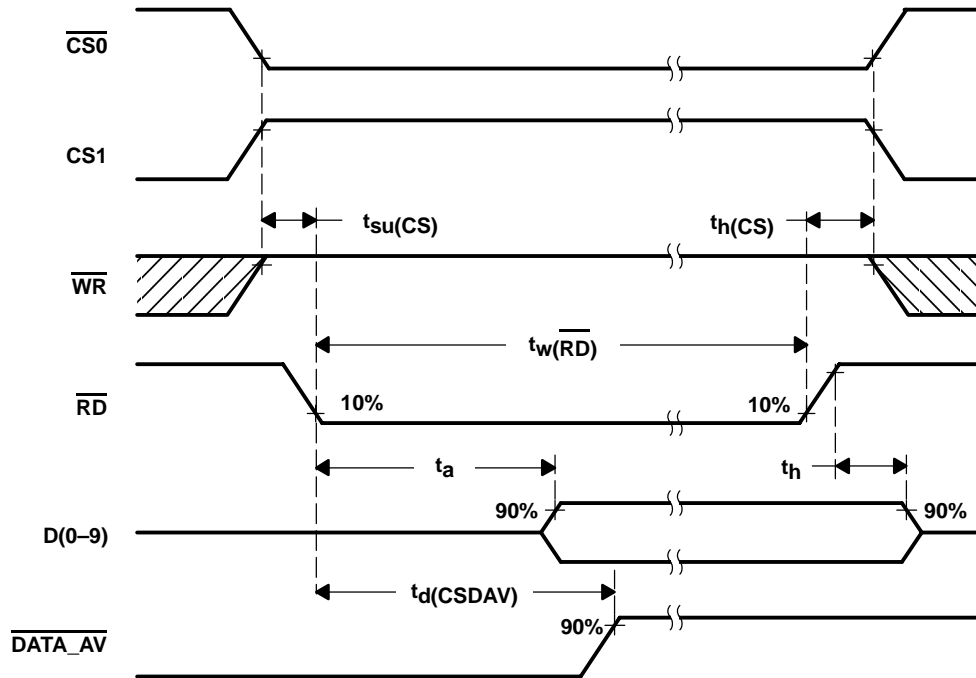 CS0
CS1
tsu(CS)
th(CS)
WR
tw(RD)
RD
10%
10%
ta
th
90%
90%
D(0–9)
td(CSDAV)
90%
DATA_AV